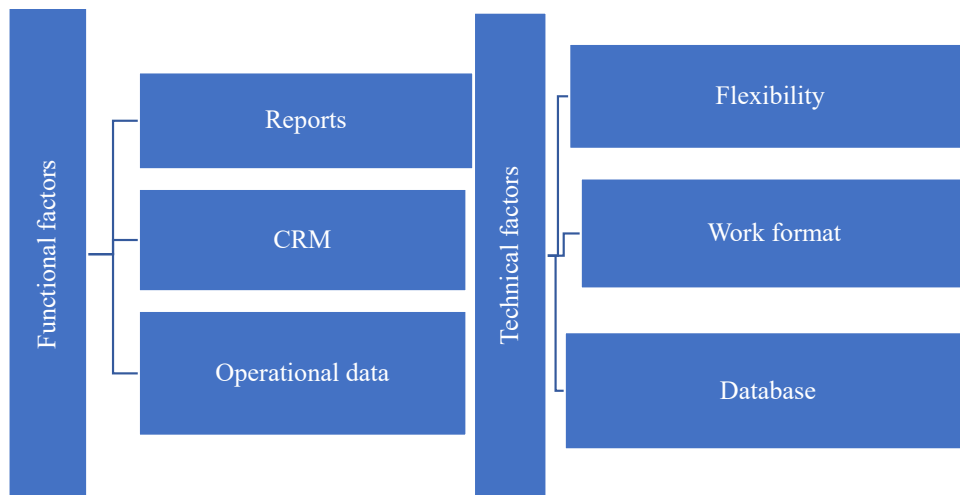 Functional factors
Reports
CRM
Operational data
Technical factors
Flexibility
Work format
Database